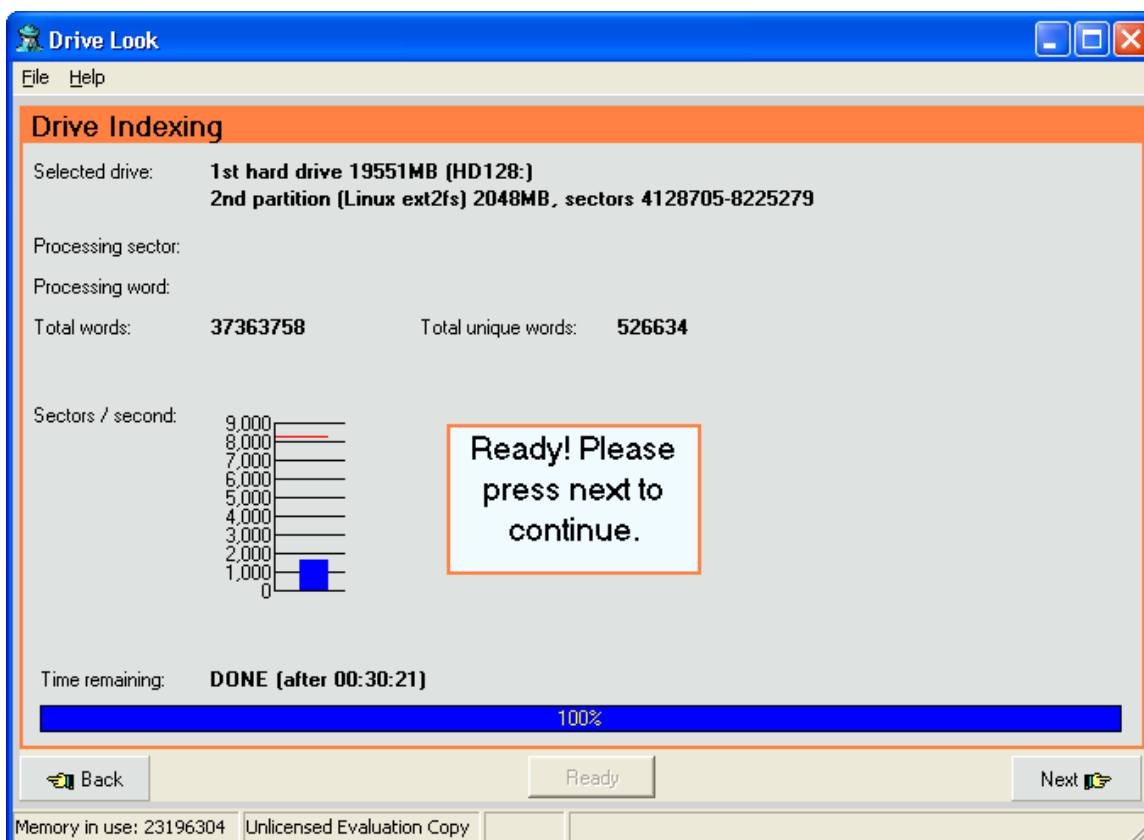 Drive Look
File Help
Drive Indexing
Selected drive: 1st hard drive 19551MB (HD128:)
2nd partition (Linux ext2fs) 2048MB, sectors 4128705-8225279
Processing sector:
Processing word:
Total words: 37363758 Total unique words: 526634
Sectors / second:
9,000
8,000
7,000
6,000
5,000
4,000
3,000
2,000
1,000
0
Ready! Please
press next to
continue.
Time remaining: DONE (after 00:30:21)
100%
Back Ready Next
Memory in use: 23196304 Unlicensed Evaluation Copy